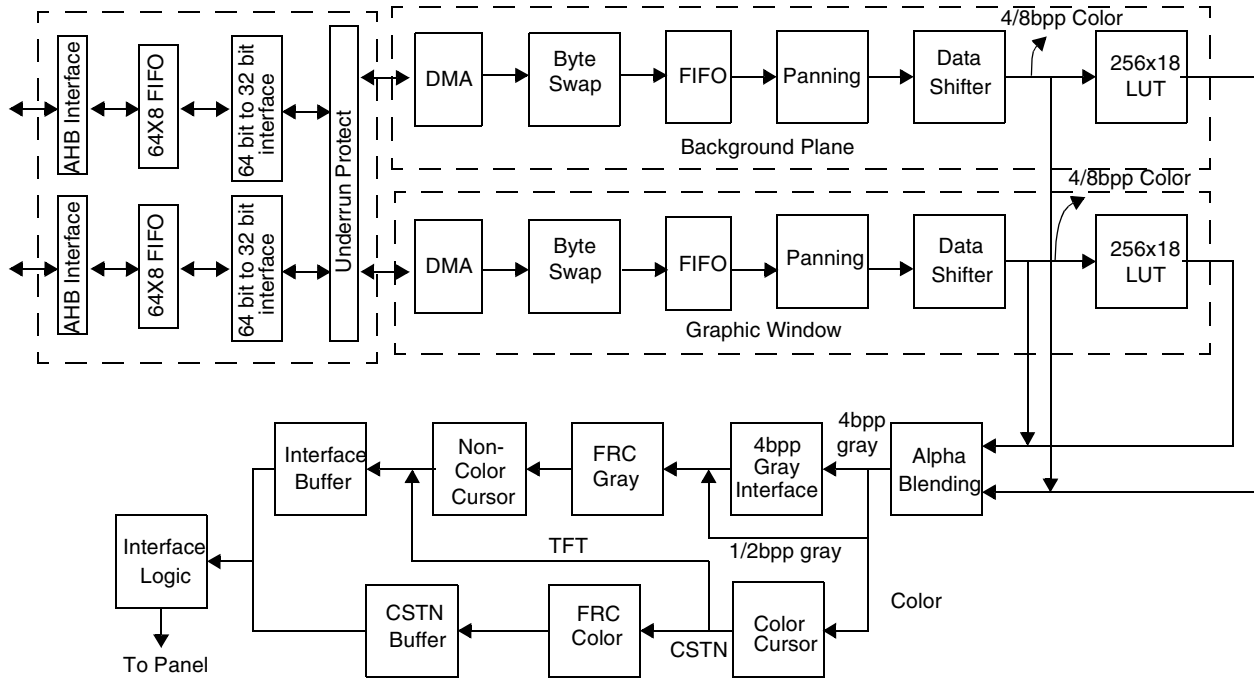 4/8bpp Color
AHB Interface
64X8 FIFO
64 bit to 32 bit
interface
Underrun Protect
DMA
Byte
Swap
FIFO
Panning
Data
Shifter
256x18
LUT
Background Plane
4/8bpp Color
AHB Interface
64X8 FIFO
64 bit to 32 bit
interface
DMA
Byte
Swap
FIFO
Panning
Data
Shifter
256x18
LUT
Graphic Window
Interface
Buffer
Non-
Color
Cursor
FRC
Gray
4bpp
Gray
Interface
4bpp
gray
Alpha
Blending
Interface
Logic
TFT
1/2bpp gray
CSTN
Buffer
FRC
Color
CSTN
Color
Cursor
Color
To Panel